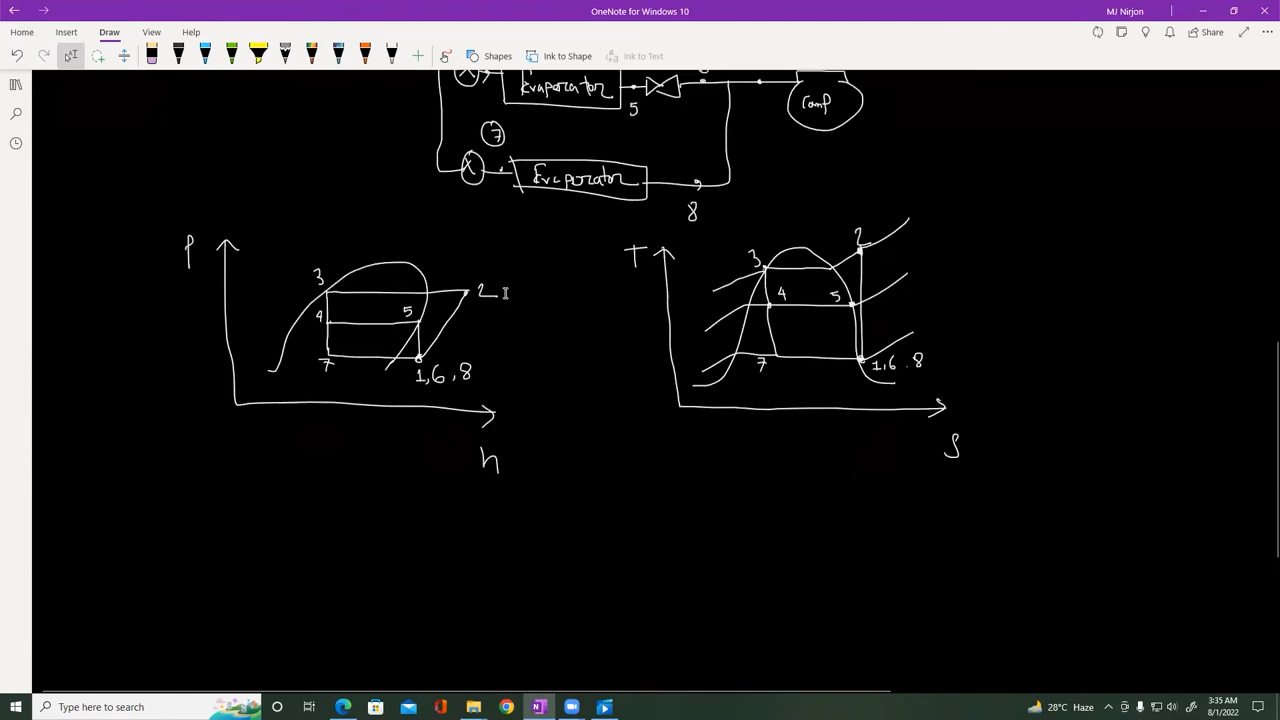 OneNote for Windows 10
MJ Nirjon
Home Insert Draw View Help
Share
Shapes Ink to Shape Ink to Text
Evaporator
5
Comp
7
Evaporator
8
P
3
2
4 5
7
1,6,8
h
T
2
3
4 5
7
1,6.8
S
Type here to search
28°C Haze
3:35 AM
8/1/2022